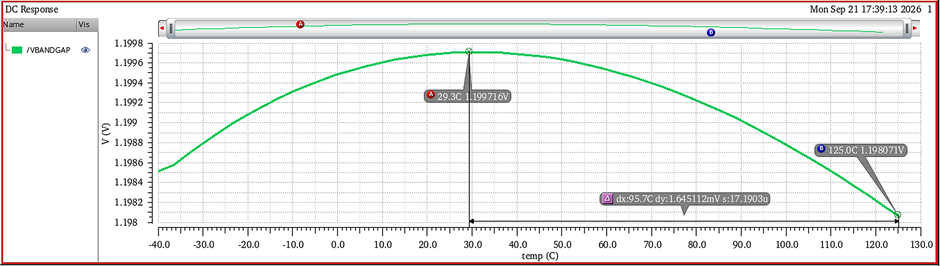 DC Response
Mon Sep 21 17:39:13 2026 1
Name Vis
/VBANDGAP
A
B
V (V)
1.1998
1.1996
1.1994
1.1992
1.199
1.1988
1.1986
1.1984
1.1982
1.198
A 29.3C 1.199716V
B 125.0C 1.198071V
dx:95.7C dy:1.645112mV s:17.1903u
-40.0 -30.0 -20.0 -10.0 0.0 10.0 20.0 30.0 40.0 50.0 60.0 70.0 80.0 90.0 100.0 110.0 120.0 130.0
temp (C)